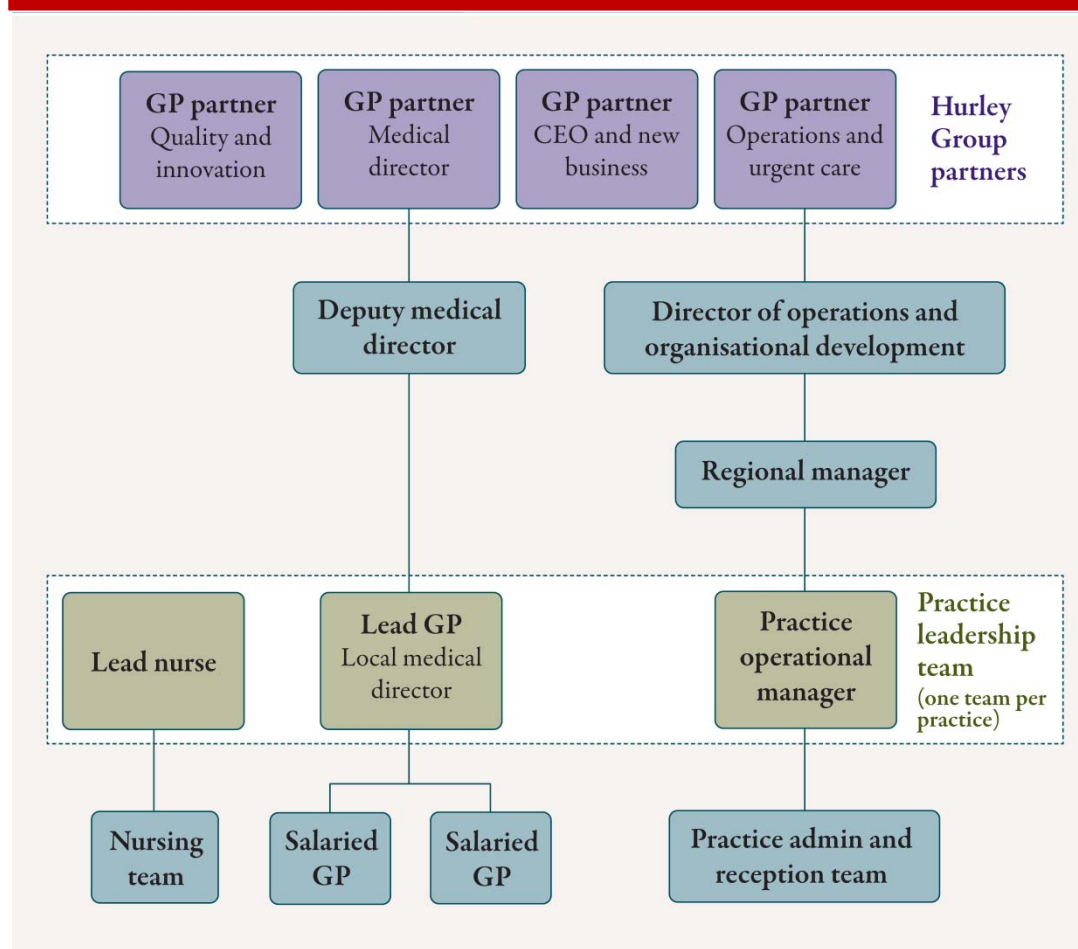 GP partner
Quality and
innovation
GP partner
Medical
director
GP partner
CEO and new
business
GP partner
Operations and
urgent care
Hurley
Group
partners
Deputy medical
director
Director of operations and
organisational development
Regional manager
Lead nurse
Lead GP
Local medical
director
Practice
operational
manager
Practice
leadership
team
(one team per
practice)
Nursing
team
Salaried
GP
Salaried
GP
Practice admin and
reception team